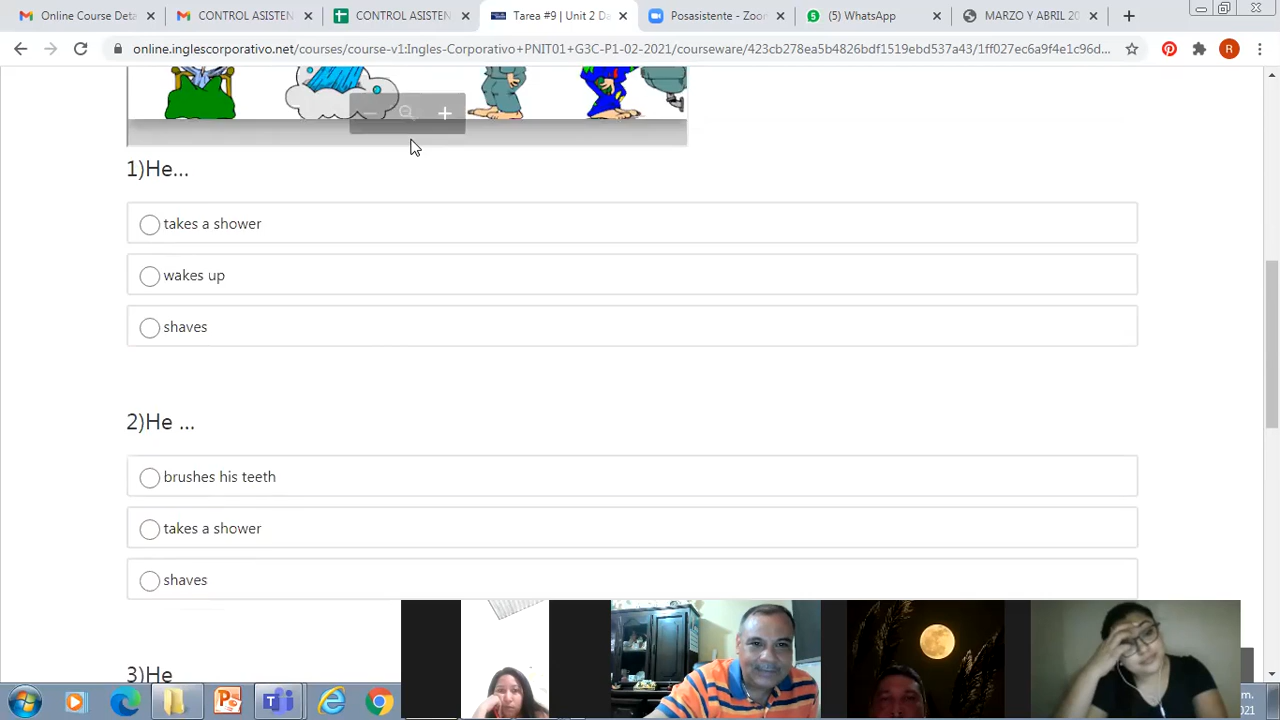 Online Course Deta
CONTROL ASISTEN
CONTROL ASISTEN
Tarea #9 | Unit 2 Da
Posasistente - Zoo
(5) WhatsApp
MARZO Y ABRIL 20
online.inglescorporativo.net/courses/course-v1:Ingles-Corporativo+PNIT01+G3C-P1-02-2021/courseware/423cb278ea5b4826bdf1519ebd537a43/1ff027ec6a9f4e1c96d...
R
1)He...
takes a shower
wakes up
shaves
2)He ...
brushes his teeth
takes a shower
shaves
3)He
m.
2021